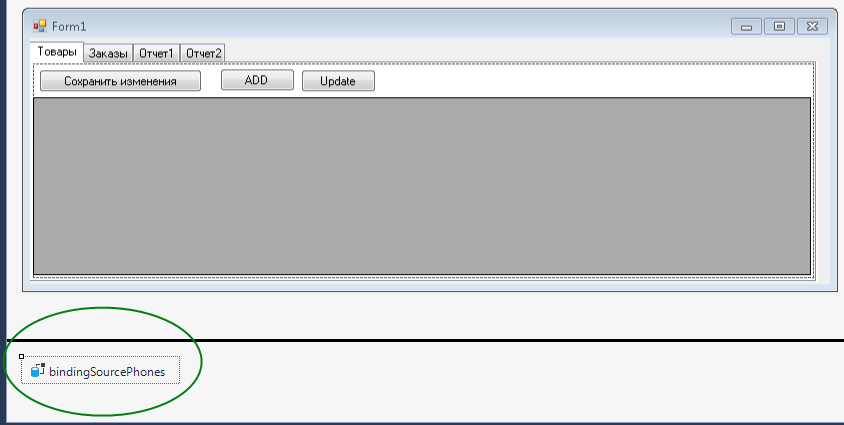 Form1
Товары Заказы Отчет1 Отчет2
Сохранить изменения ADD Update
bindingSourcePhones